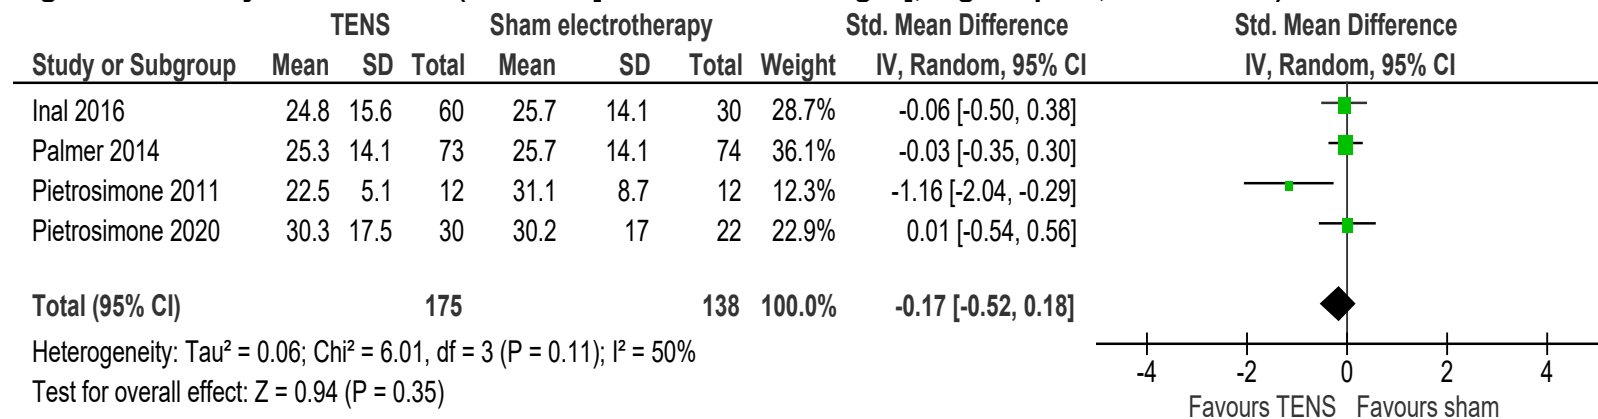 TENS Sham electrotherapy Std. Mean Difference Std. Mean Difference
Study or Subgroup Mean SD Total Mean SD Total Weight IV, Random, 95% CI IV, Random, 95% CI
Inal 2016 24.8 15.6 60 25.7 14.1 30 28.7% -0.06 [-0.50, 0.38]
Palmer 2014 25.3 14.1 73 25.7 14.1 74 36.1% -0.03 [-0.35, 0.30]
Pietrosimone 2011 22.5 5.1 12 31.1 8.7 12 12.3% -1.16 [-2.04, -0.29]
Pietrosimone 2020 30.3 17.5 30 30.2 17 22 22.9% 0.01 [-0.54, 0.56]
Total (95% CI) 175 138 100.0% -0.17 [-0.52, 0.18]
Heterogeneity: Tau² = 0.06; Chi² = 6.01, df = 3 (P = 0.11); I² = 50%
Test for overall effect: Z = 0.94 (P = 0.35)
-4 -2 0 2 4
Favours TENS Favours sham